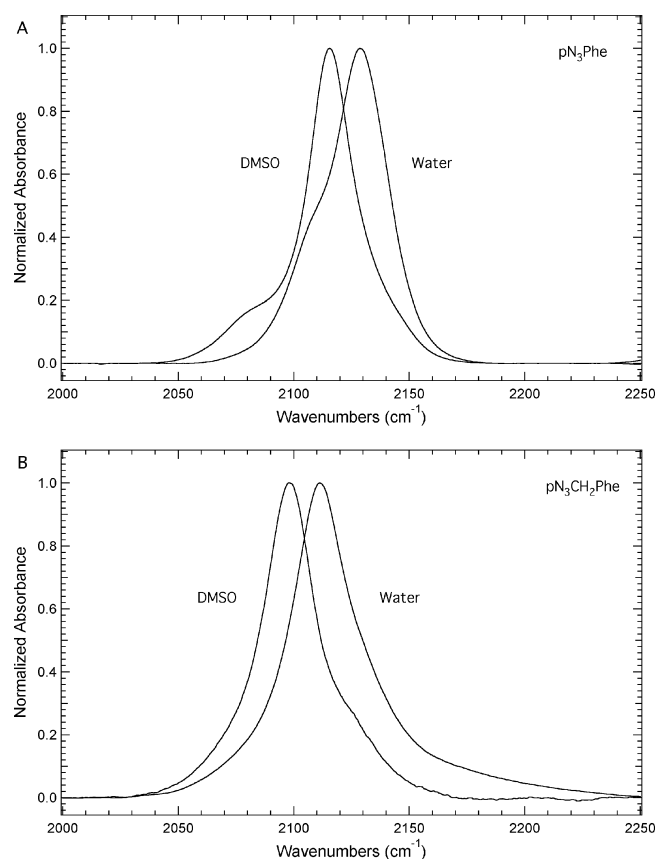 A
pN₃Phe
DMSO
Water
Normalized Absorbance
1.0
0.8
0.6
0.4
0.2
0.0
2000
2050
2100
2150
2200
2250
Wavenumbers (cm⁻¹)
B
pN₃CH₂Phe
DMSO
Water
Normalized Absorbance
1.0
0.8
0.6
0.4
0.2
0.0
2000
2050
2100
2150
2200
2250
Wavenumbers (cm⁻¹)